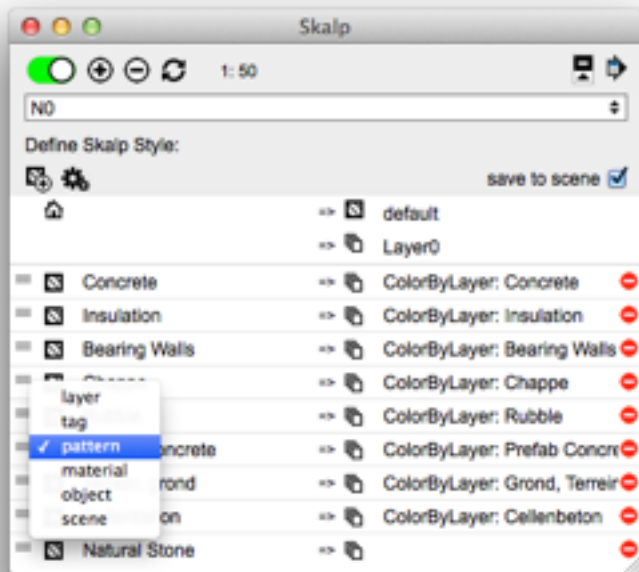 Skalp
1: 50
N0
Define Skalp Style:
save to scene
=> default
=> Layer0
Concrete => ColorByLayer: Concrete
Insulation => ColorByLayer: Insulation
Bearing Walls => ColorByLayer: Bearing Walls
Chappe => ColorByLayer: Chappe
layer
tag
=> ColorByLayer: Rubble
✓ pattern
oncrete => ColorByLayer: Prefab Concre
material
object
rond => ColorByLayer: Grond, Terrein
scene
on => ColorByLayer: Cellenbeton
Natural Stone =>